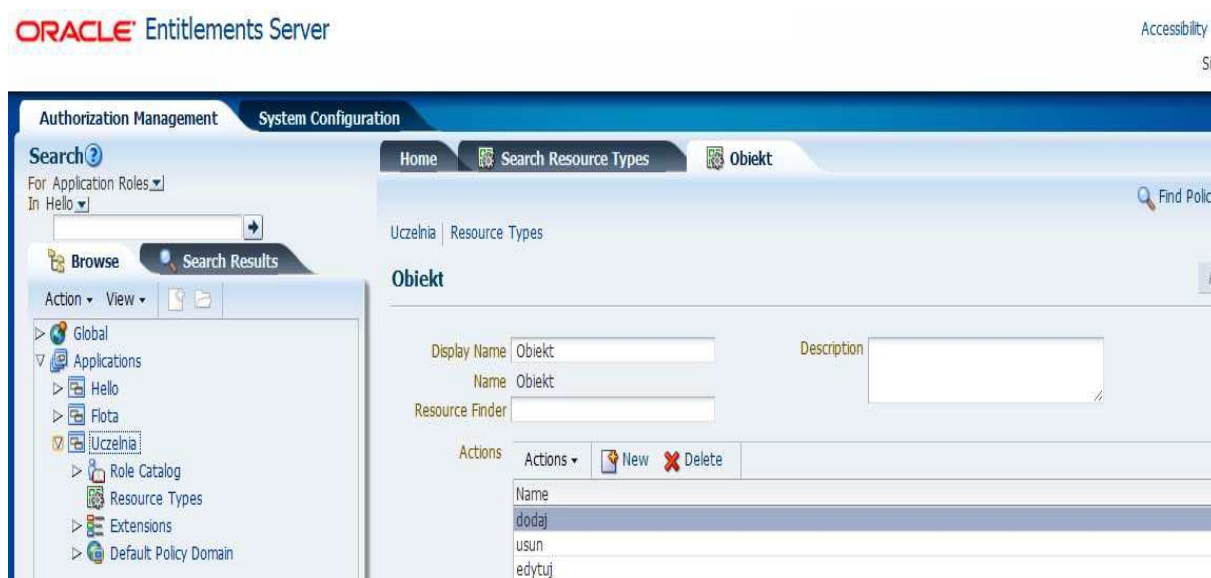 ORACLE Entitlements Server
Accessibility
Authorization Management
System Configuration
Search
For Application Roles
In Hello
Browse
Search Results
Action
View
Global
Applications
Hello
Flota
Uczelnia
Role Catalog
Resource Types
Extensions
Default Policy Domain
Home
Search Resource Types
Obiekt
Find Polic
Uczelnia | Resource Types
Obiekt
Display Name Obiekt
Name Obiekt
Resource Finder
Description
Actions
Actions
New
Delete
Name
dodaj
usun
edytuj